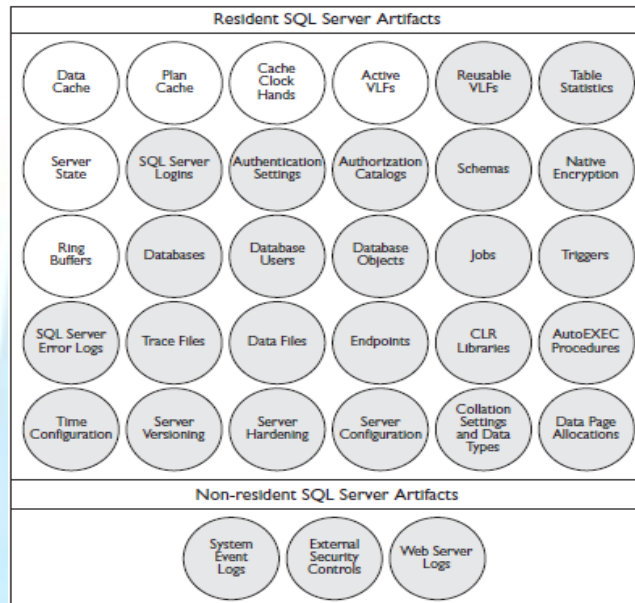 Resident SQL Server Artifacts
Data
Cache
Plan
Cache
Cache
Clock
Hands
Active
VLFs
Reusable
VLFs
Table
Statistics
Server
State
SQL Server
Logins
Authentication
Settings
Authorization
Catalogs
Schemas
Native
Encryption
Ring
Buffers
Databases
Database
Users
Database
Objects
Jobs
Triggers
SQL Server
Error Logs
Trace Files
Data Files
Endpoints
CLR
Libraries
AutoEXEC
Procedures
Time
Configuration
Server
Versioning
Server
Hardening
Server
Configuration
Collation
Settings
and Data
Types
Data Page
Allocations
Non-resident SQL Server Artifacts
System
Event
Logs
External
Security
Controls
Web Server
Logs